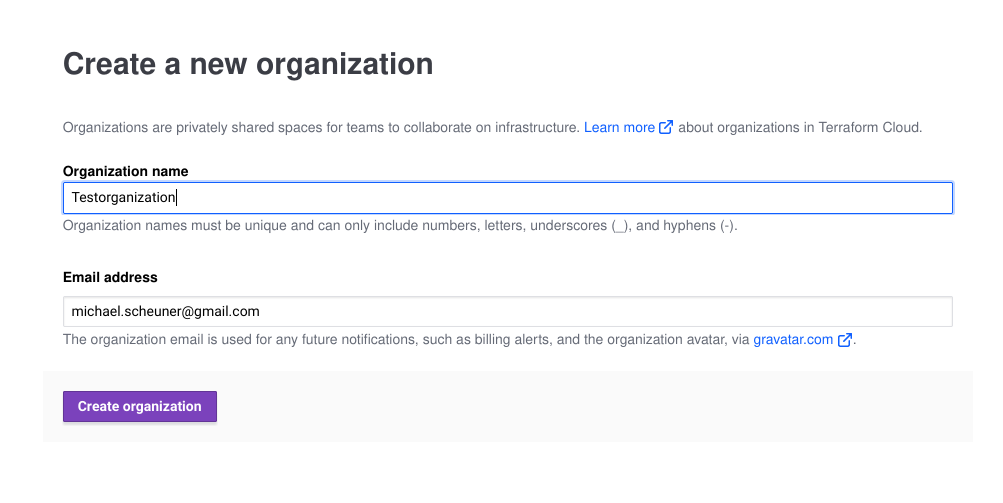 Create a new organization
Organizations are privately shared spaces for teams to collaborate on infrastructure. Learn more about organizations in Terraform Cloud.
Organization name
Testorganization
Organization names must be unique and can only include numbers, letters, underscores (_), and hyphens (-).
Email address
michael.scheuner@gmail.com
The organization email is used for any future notifications, such as billing alerts, and the organization avatar, via gravatar.com.
Create organization